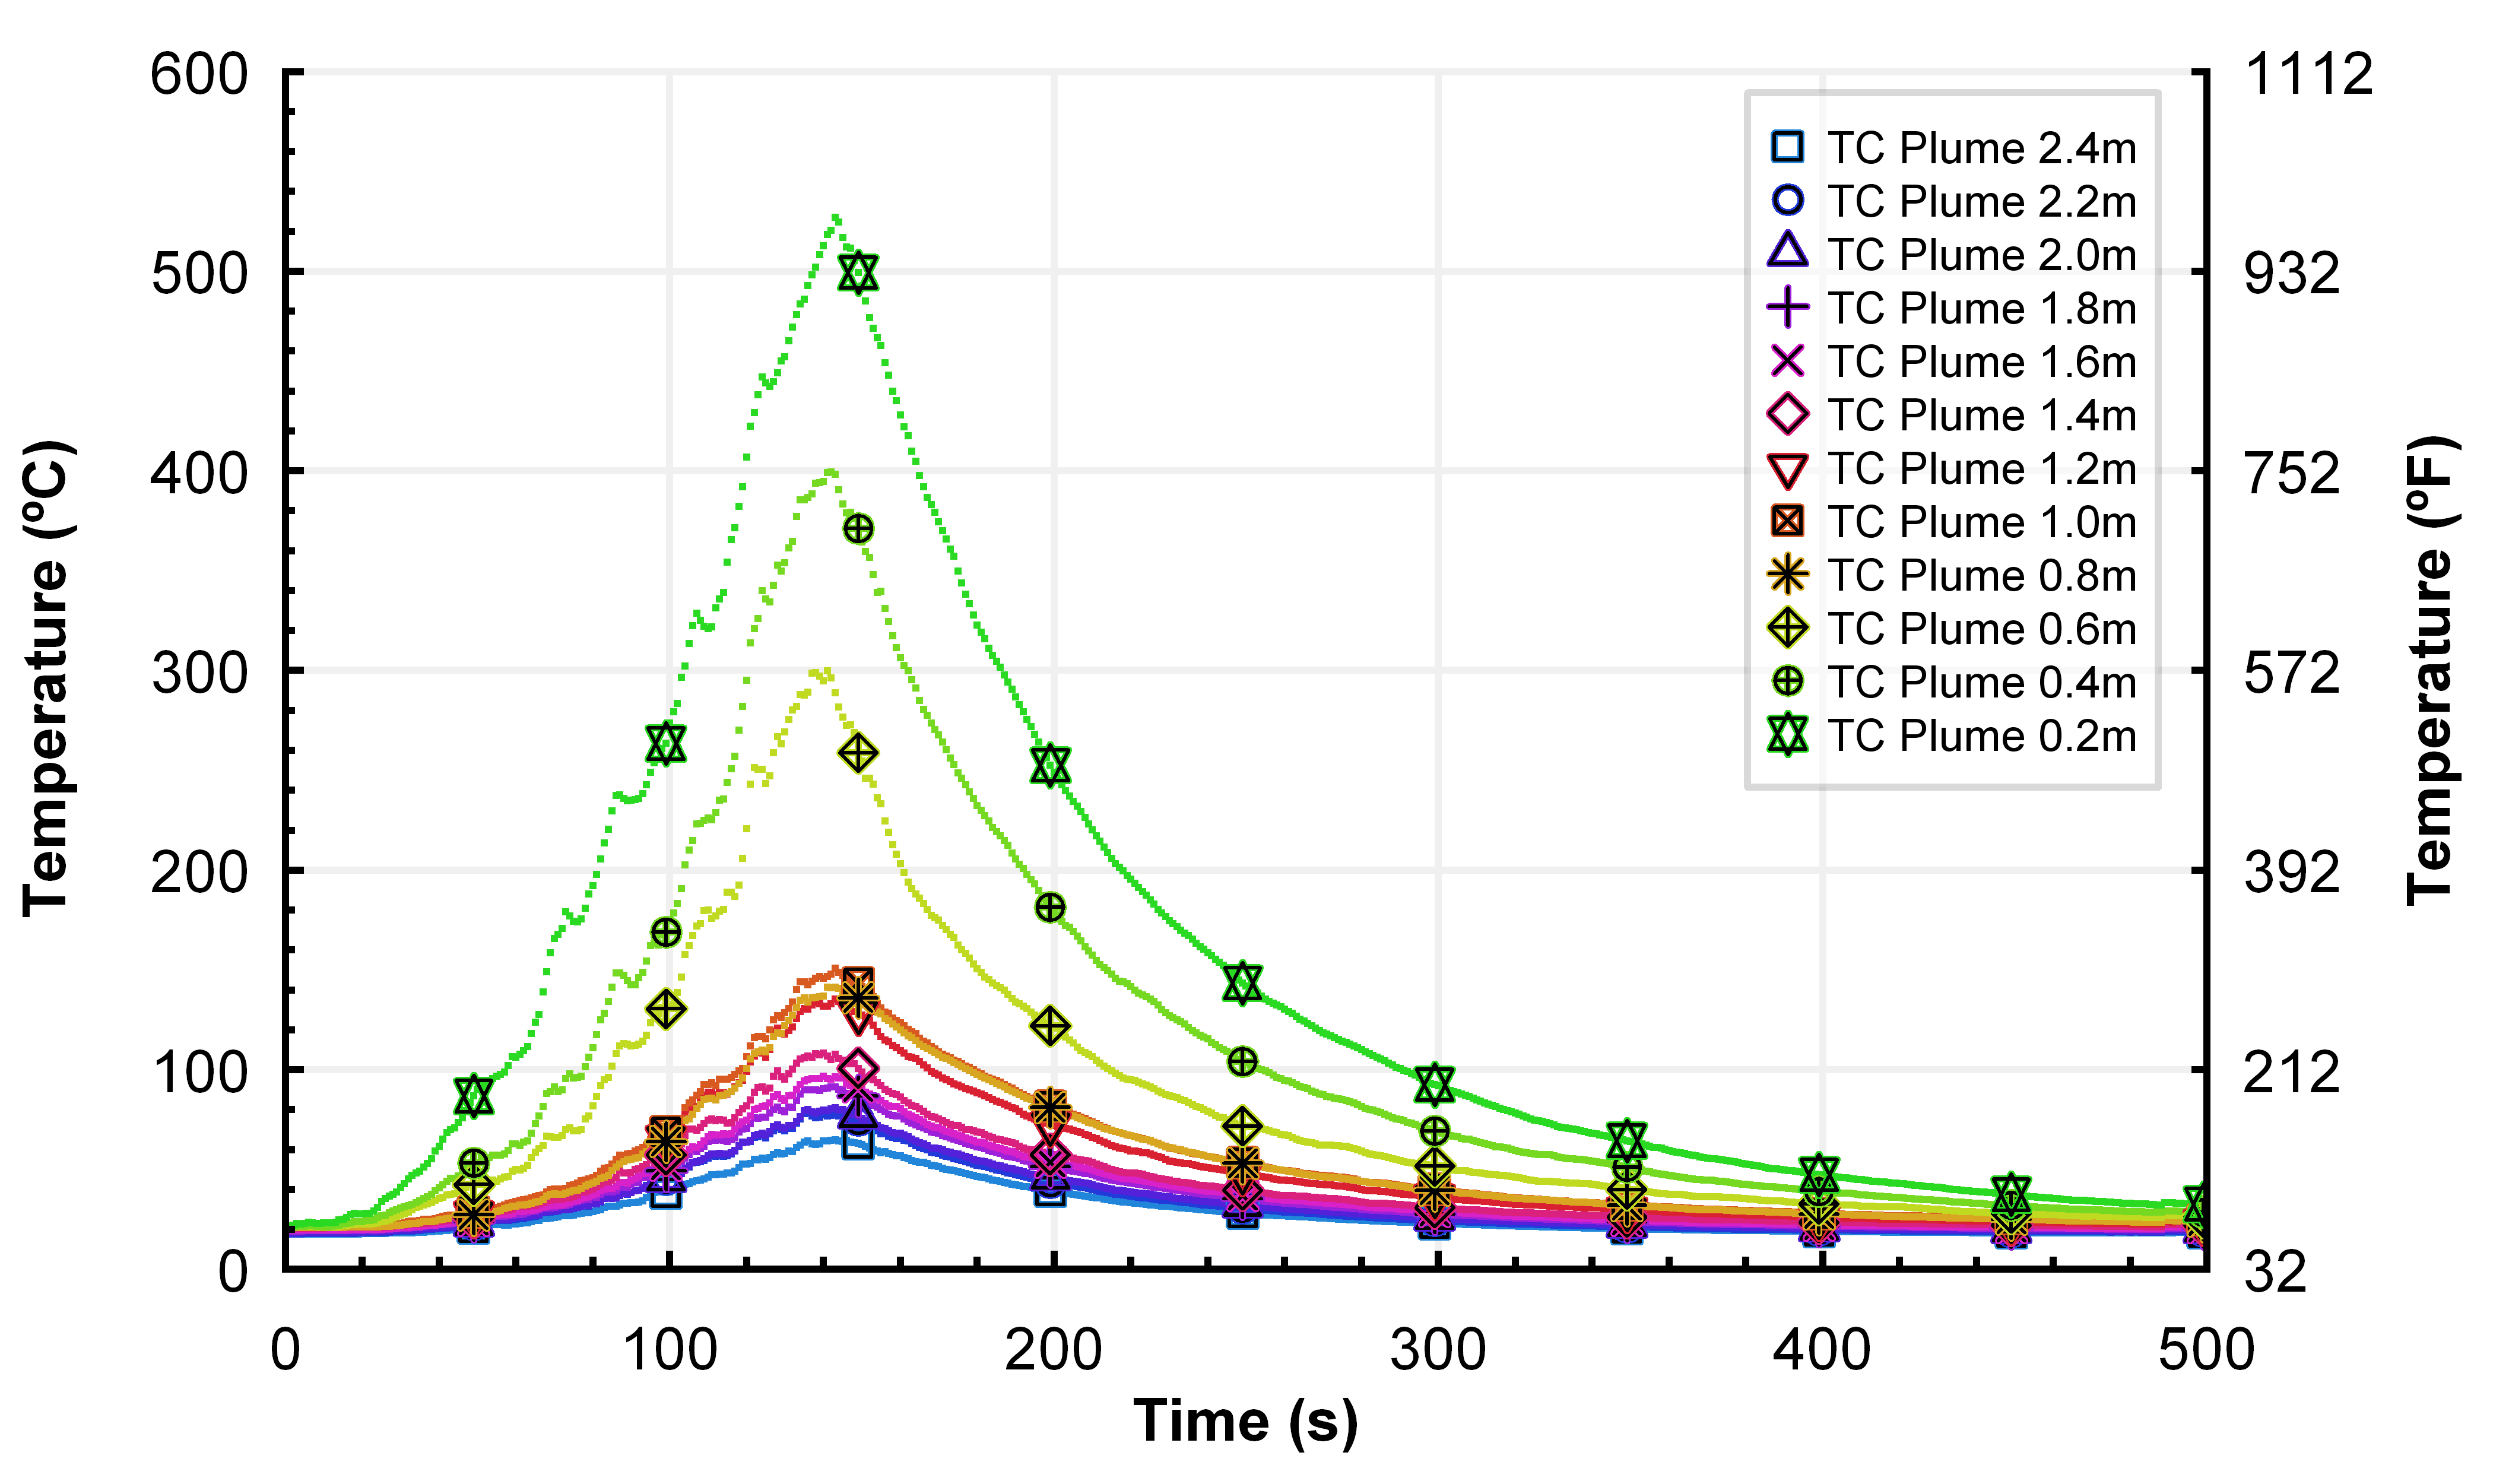 600
500
400
300
200
100
0
Temperature (ºC)
1112
932
752
572
392
212
32
Temperature (ºF)
TC Plume 2.4m
TC Plume 2.2m
TC Plume 2.0m
TC Plume 1.8m
TC Plume 1.6m
TC Plume 1.4m
TC Plume 1.2m
TC Plume 1.0m
TC Plume 0.8m
TC Plume 0.6m
TC Plume 0.4m
TC Plume 0.2m
0 100 200 300 400 500
Time (s)